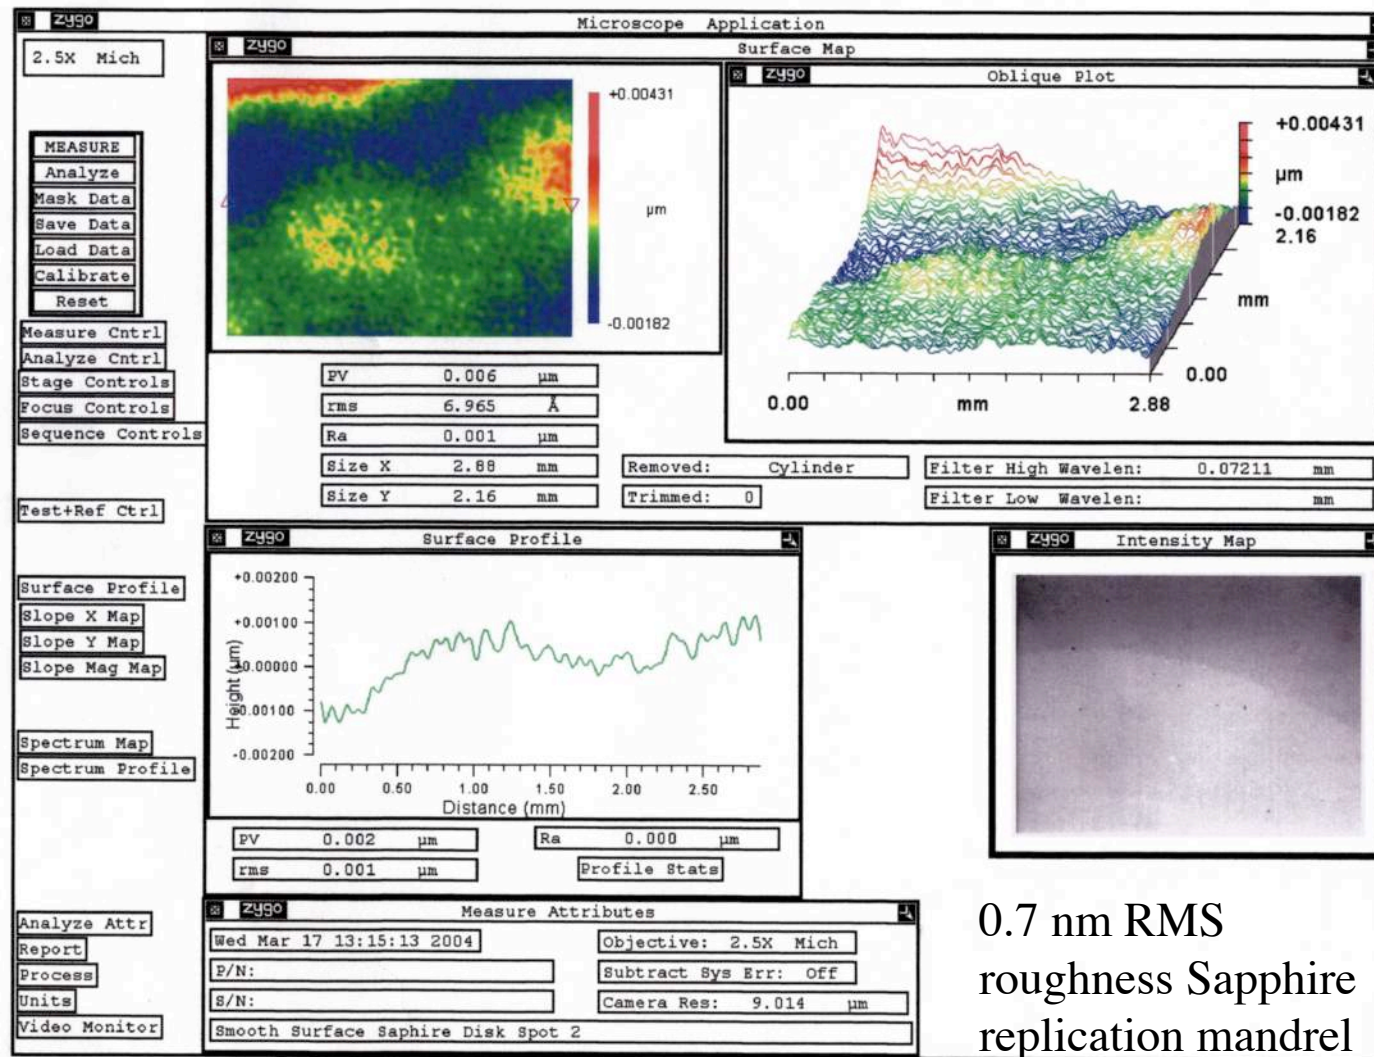 zygo
Microscope Application
2.5X Mich
zygo
Surface Map
+0.00431
µm
-0.00182
zygo
Oblique Plot
+0.00431
µm
-0.00182
2.16
mm
0.00
0.00
mm
2.88
MEASURE
Analyze
Mask Data
Save Data
Load Data
Calibrate
Reset
Measure Cntrl
Analyze Cntrl
Stage Controls
Focus Controls
Sequence Controls
Test+Ref Ctrl
Surface Profile
Slope X Map
Slope Y Map
Slope Mag Map
Spectrum Map
Spectrum Profile
Analyze Attr
Report
Process
Units
Video Monitor
PV 0.006 µm
rms 6.965 Å
Ra 0.001 µm
Size X 2.88 mm
Size Y 2.16 mm
Removed: Cylinder
Trimmed: 0
Filter High Wavelen: 0.07211 mm
Filter Low Wavelen: mm
zygo
Surface Profile
+0.00200
+0.00100
+0.00000
-0.00100
-0.00200
Height (µm)
0.00 0.50 1.00 1.50 2.00 2.50
Distance (mm)
PV 0.002 µm
rms 0.001 µm
Ra 0.000 µm
Profile Stats
zygo
Intensity Map
zygo
Measure Attributes
Wed Mar 17 13:15:13 2004
P/N:
S/N:
Objective: 2.5X Mich
Subtract Sys Err: Off
Camera Res: 9.014 µm
Smooth Surface Saphire Disk Spot 2
0.7 nm RMS
roughness Sapphire
replication mandrel